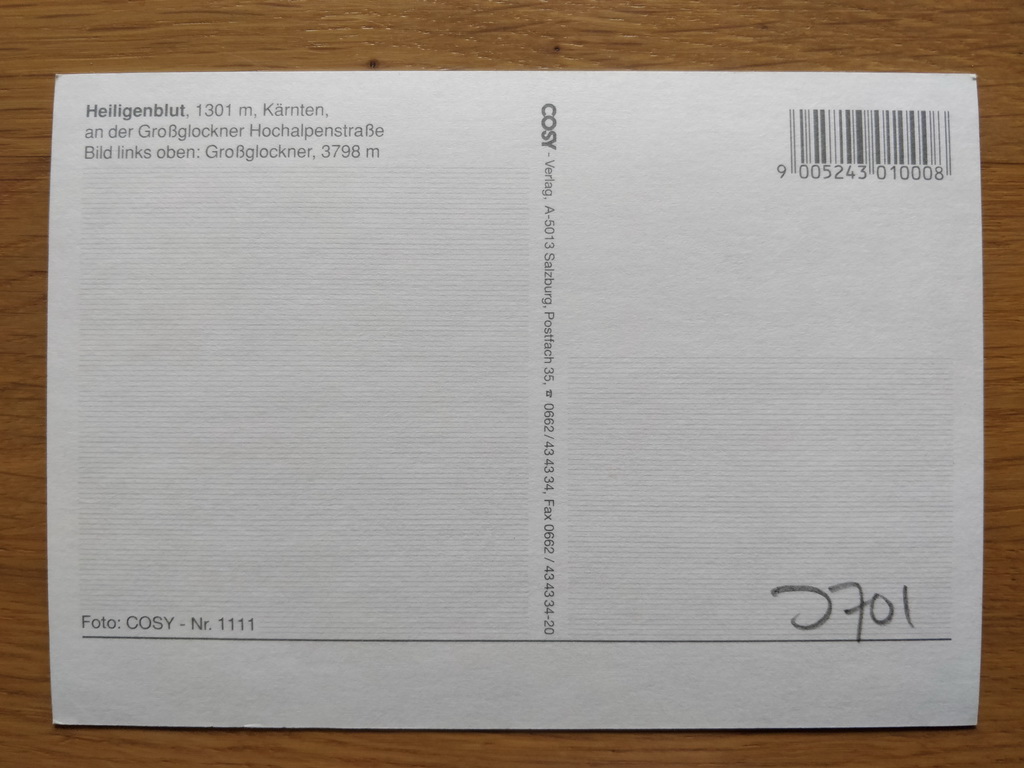 Heiligenblut, 1301 m, Kärnten,
an der Großglockner Hochalpenstraße
Bild links oben: Großglockner, 3798 m
Foto: COSY - Nr. 1111
COSY - Verlag, A-5013 Salzburg, Postfach 35, ☎ 0662/43 43 34, Fax 0662 / 43 43 34-20
9 005243 010008
J701